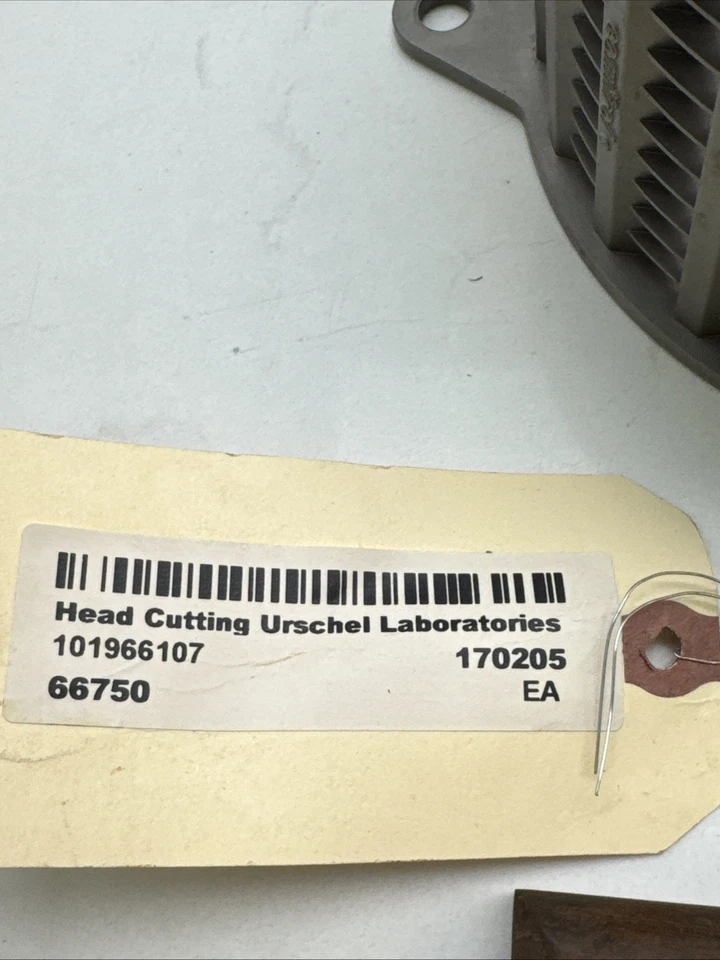 Head Cutting Urschel Laboratories
101966107
170205
66750
EA